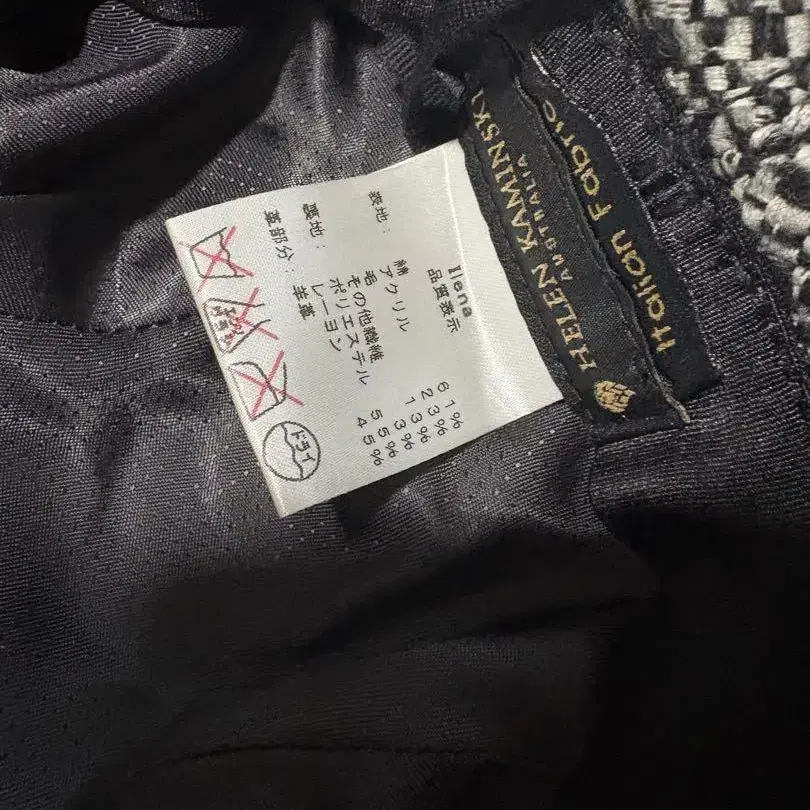 HELEN KAMINSKI
AUSTRALIA
Italian Fabric
Ilena
品質表示
表地: 綿 61%
アクリル 23%
毛 13%
その他繊維 3%
裏地: ポリエステル 55%
レーヨン 45%
革部分: 羊革
ドライ